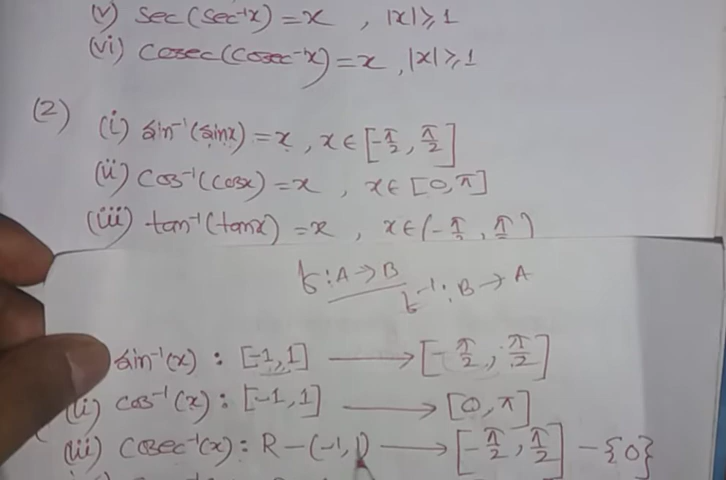 (v) sec(sec⁻¹x) = x , |x| ≥ 1
(vi) cosec(cosec⁻¹x) = x , |x| ≥ 1
(2) (i) sin⁻¹(sinx) = x , x ∈ [-π/2, π/2]
(ii) cos⁻¹(cosx) = x , x ∈ [0, π]
(iii) tan⁻¹(tanx) = x , x ∈ (-π/2, π/2)
f : A → B
f⁻¹ : B → A
sin⁻¹(x) : [-1, 1] → [-π/2, π/2]
(ii) cos⁻¹(x) : [-1, 1] → [0, π]
(iii) cosec⁻¹(x) : R - (-1, 1) → [-π/2, π/2] - {0}